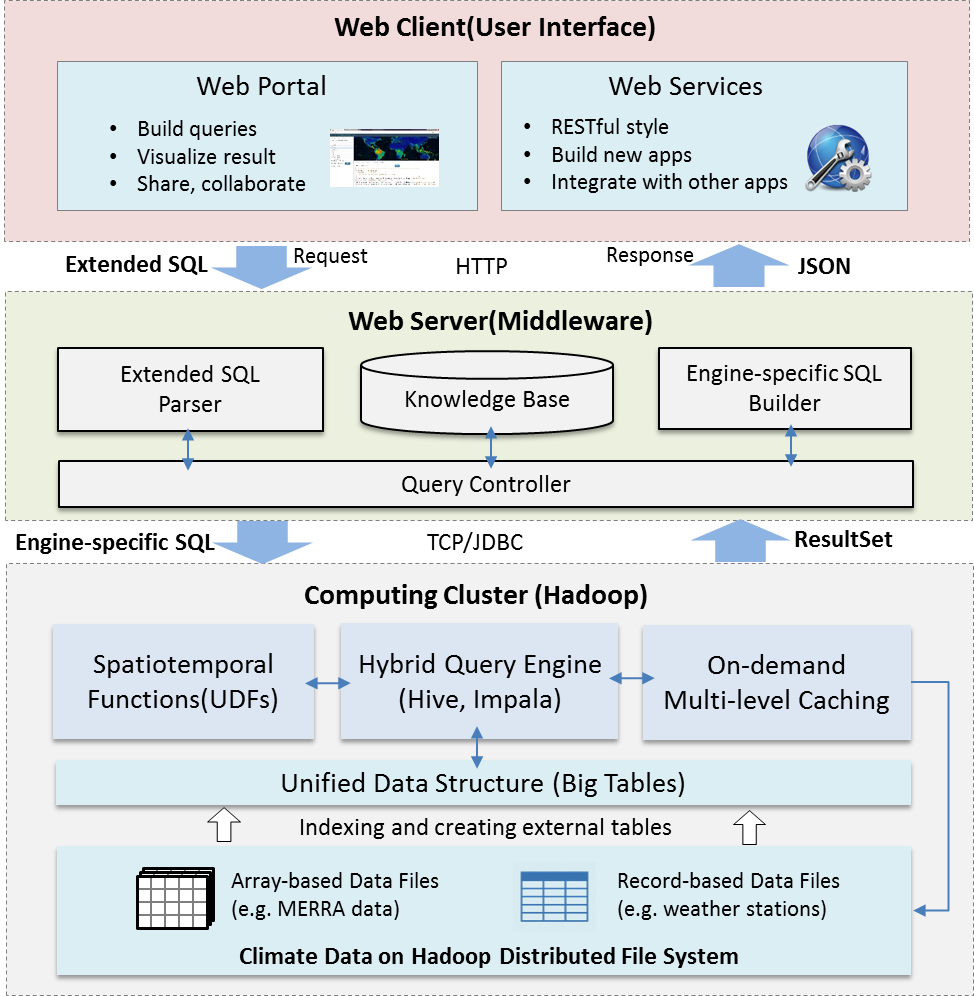 Web Client(User Interface)
Web Portal
• Build queries
• Visualize result
• Share, collaborate
Web Services
• RESTful style
• Build new apps
• Integrate with other apps
Extended SQL
Request
HTTP
Response
JSON
Web Server(Middleware)
Extended SQL
Parser
Knowledge Base
Engine-specific SQL
Builder
Query Controller
Engine-specific SQL
TCP/JDBC
ResultSet
Computing Cluster (Hadoop)
Spatiotemporal
Functions(UDFs)
Hybrid Query Engine
(Hive, Impala)
On-demand
Multi-level Caching
Unified Data Structure (Big Tables)
Indexing and creating external tables
Array-based Data Files
(e.g. MERRA data)
Record-based Data Files
(e.g. weather stations)
Climate Data on Hadoop Distributed File System